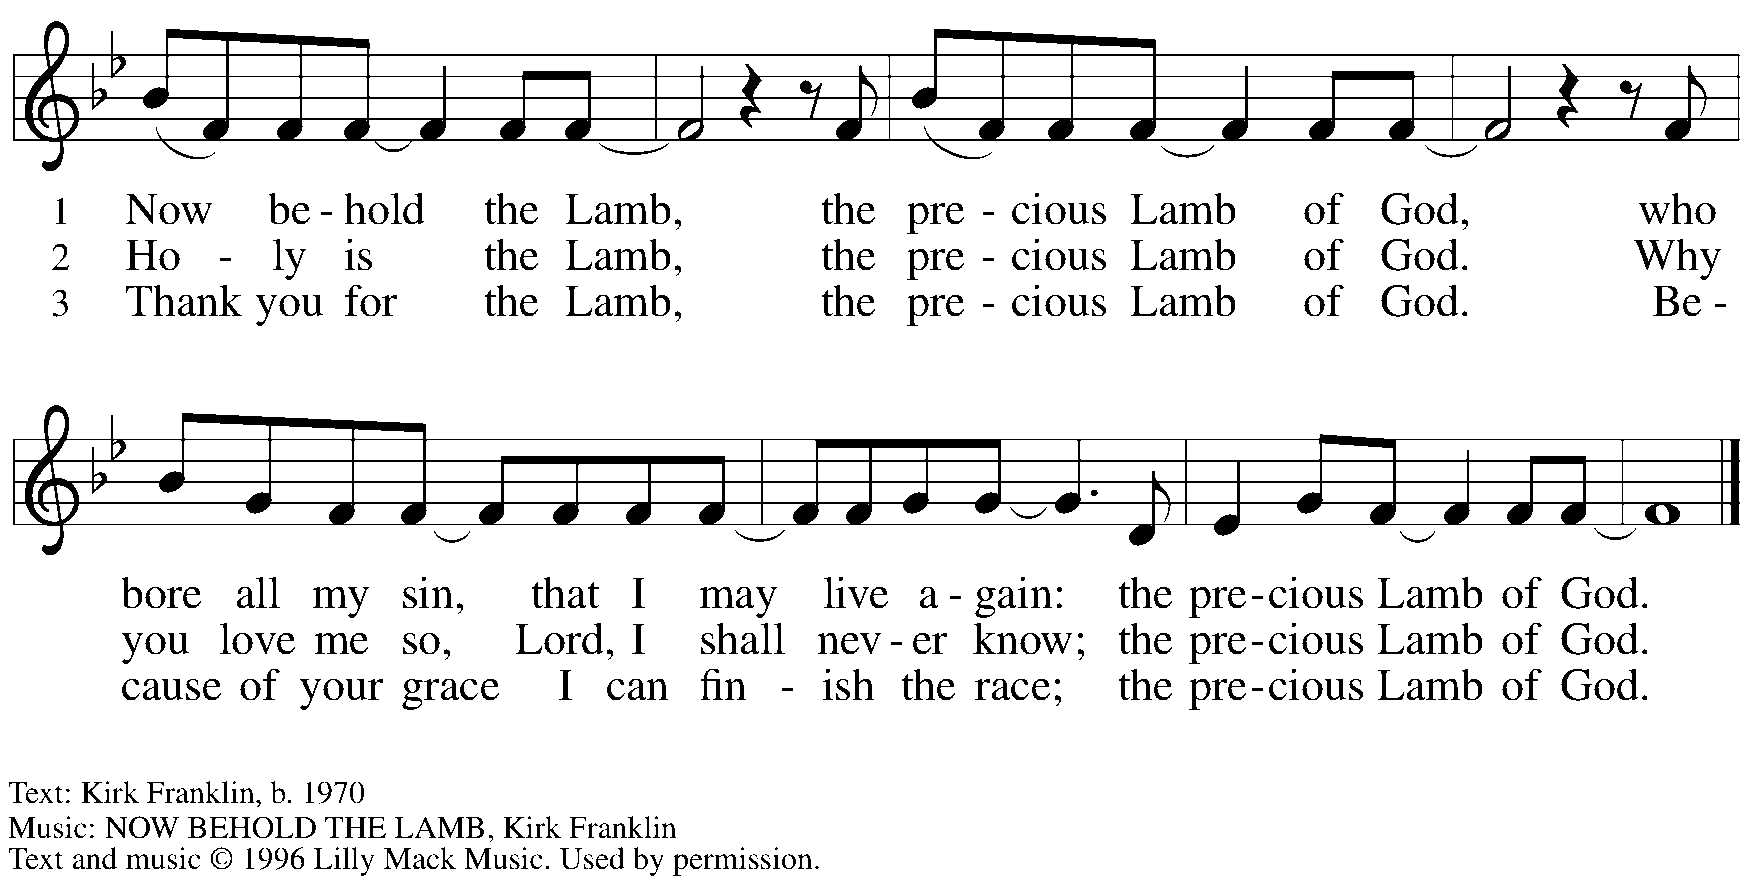 1 Now be - hold the Lamb, the pre - cious Lamb of God, who
2 Ho - ly is the Lamb, the pre - cious Lamb of God. Why
3 Thank you for the Lamb, the pre - cious Lamb of God. Be -
bore all my sin, that I may live a - gain: the pre - cious Lamb of God.
you love me so, Lord, I shall nev - er know; the pre - cious Lamb of God.
cause of your grace I can fin - ish the race; the pre - cious Lamb of God.
Text: Kirk Franklin, b. 1970
Music: NOW BEHOLD THE LAMB, Kirk Franklin
Text and music © 1996 Lilly Mack Music. Used by permission.